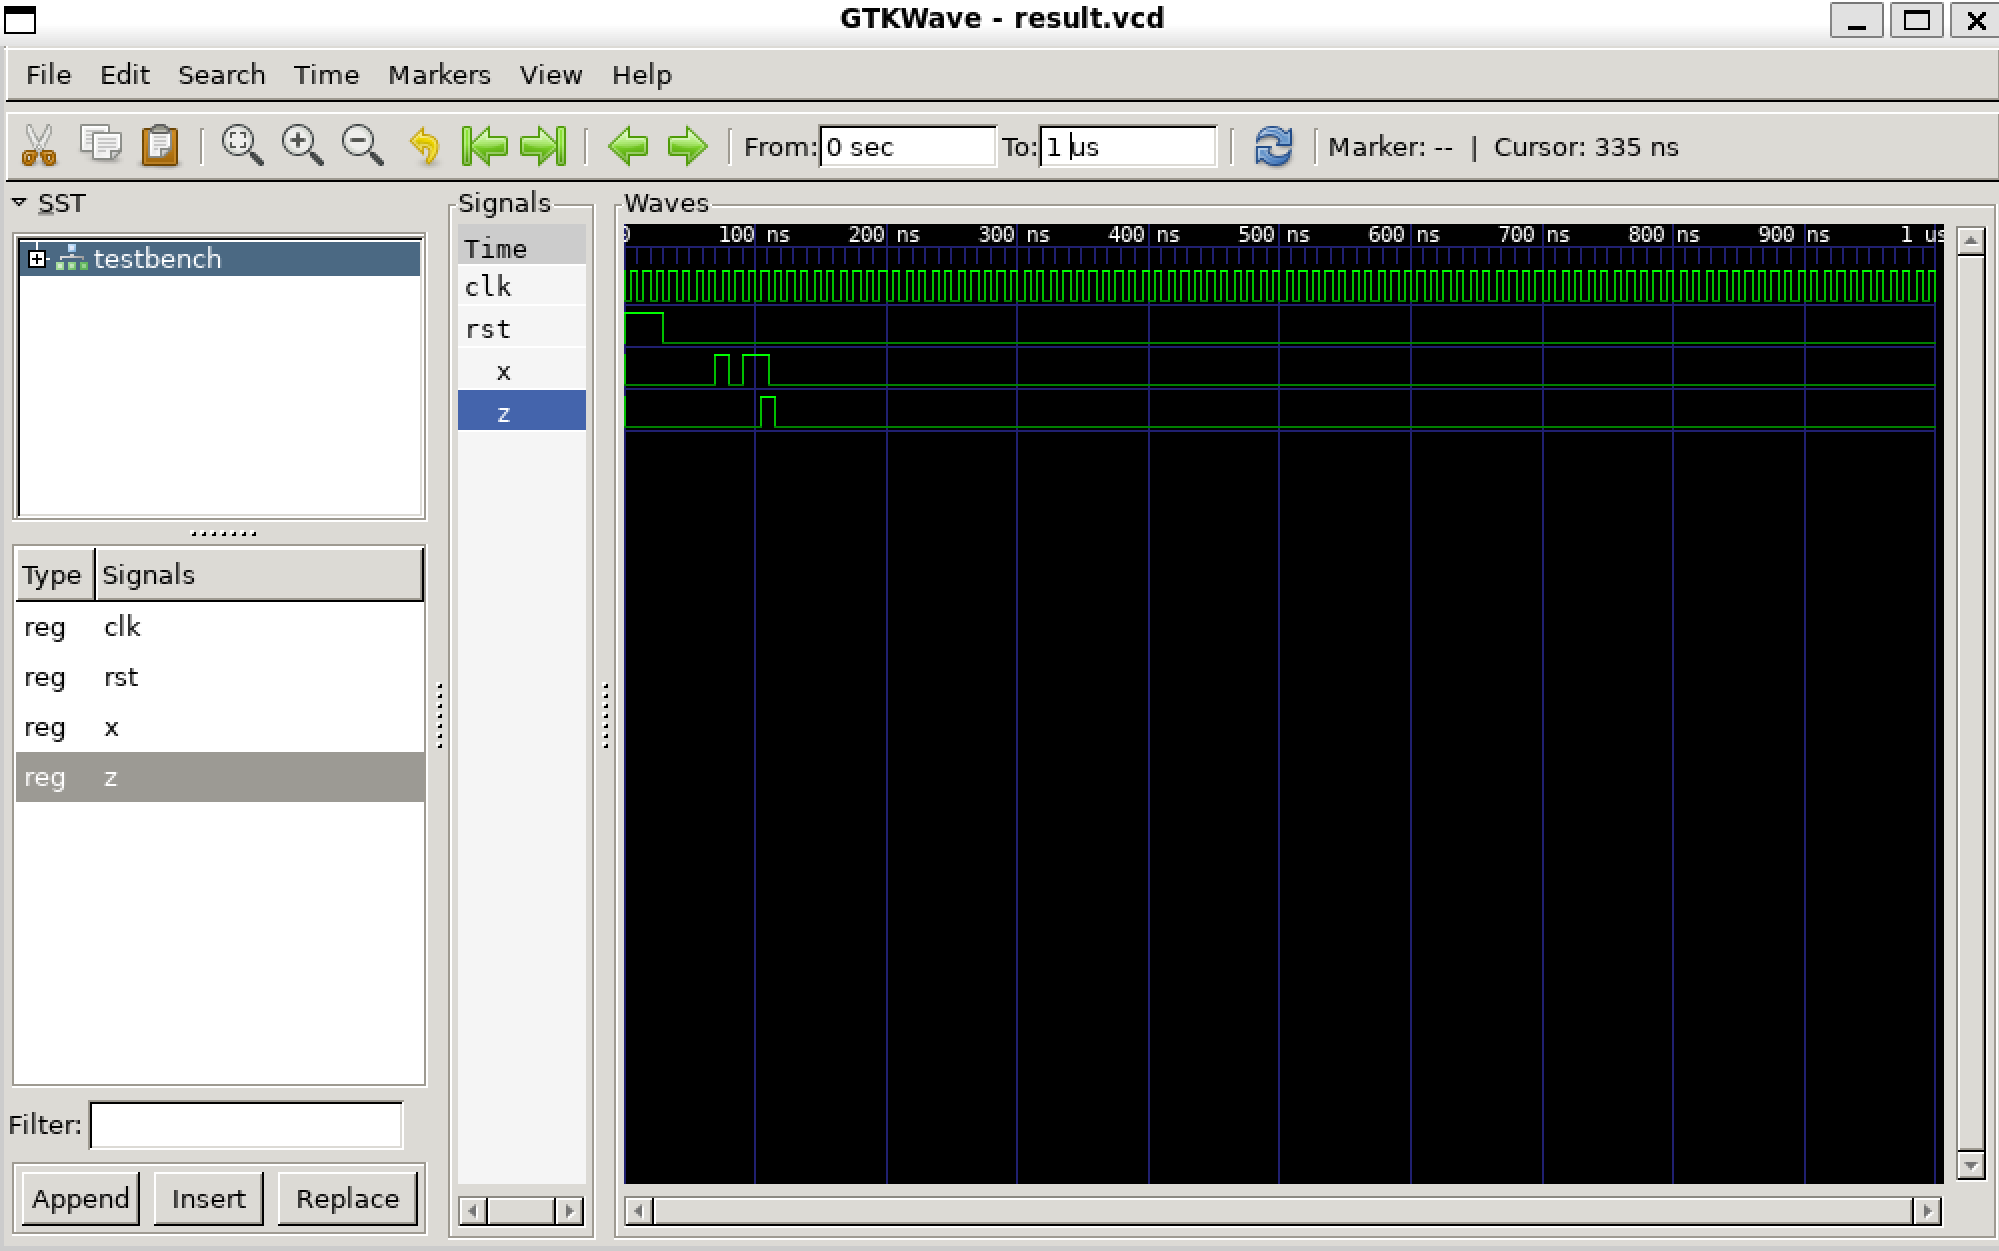 GTKWave - result.vcd
File Edit Search Time Markers View Help
From: 0 sec To: 1 us Marker: -- | Cursor: 335 ns
SST
testbench
Type Signals
reg clk
reg rst
reg x
reg z
Filter:
Append Insert Replace
Signals
Time
clk
rst
x
z
Waves
0 100 ns 200 ns 300 ns 400 ns 500 ns 600 ns 700 ns 800 ns 900 ns 1 us